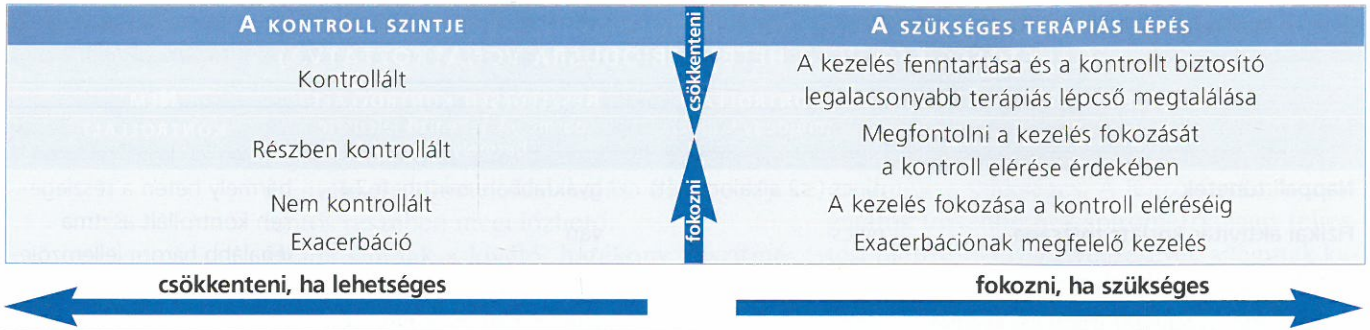 A KONTROLL SZINTJE
A SZÜKSÉGES TERÁPIÁS LÉPÉS
csökkenteni
Kontrollált
A kezelés fenntartása és a kontrollt biztosító
legalacsonyabb terápiás lépcső megtalálása
Részben kontrollált
Megfontolni a kezelés fokozását
a kontroll elérése érdekében
fokozni
Nem kontrollált
A kezelés fokozása a kontroll eléréséig
Exacerbáció
Exacerbációnak megfelelő kezelés
csökkenteni, ha lehetséges
fokozni, ha szükséges